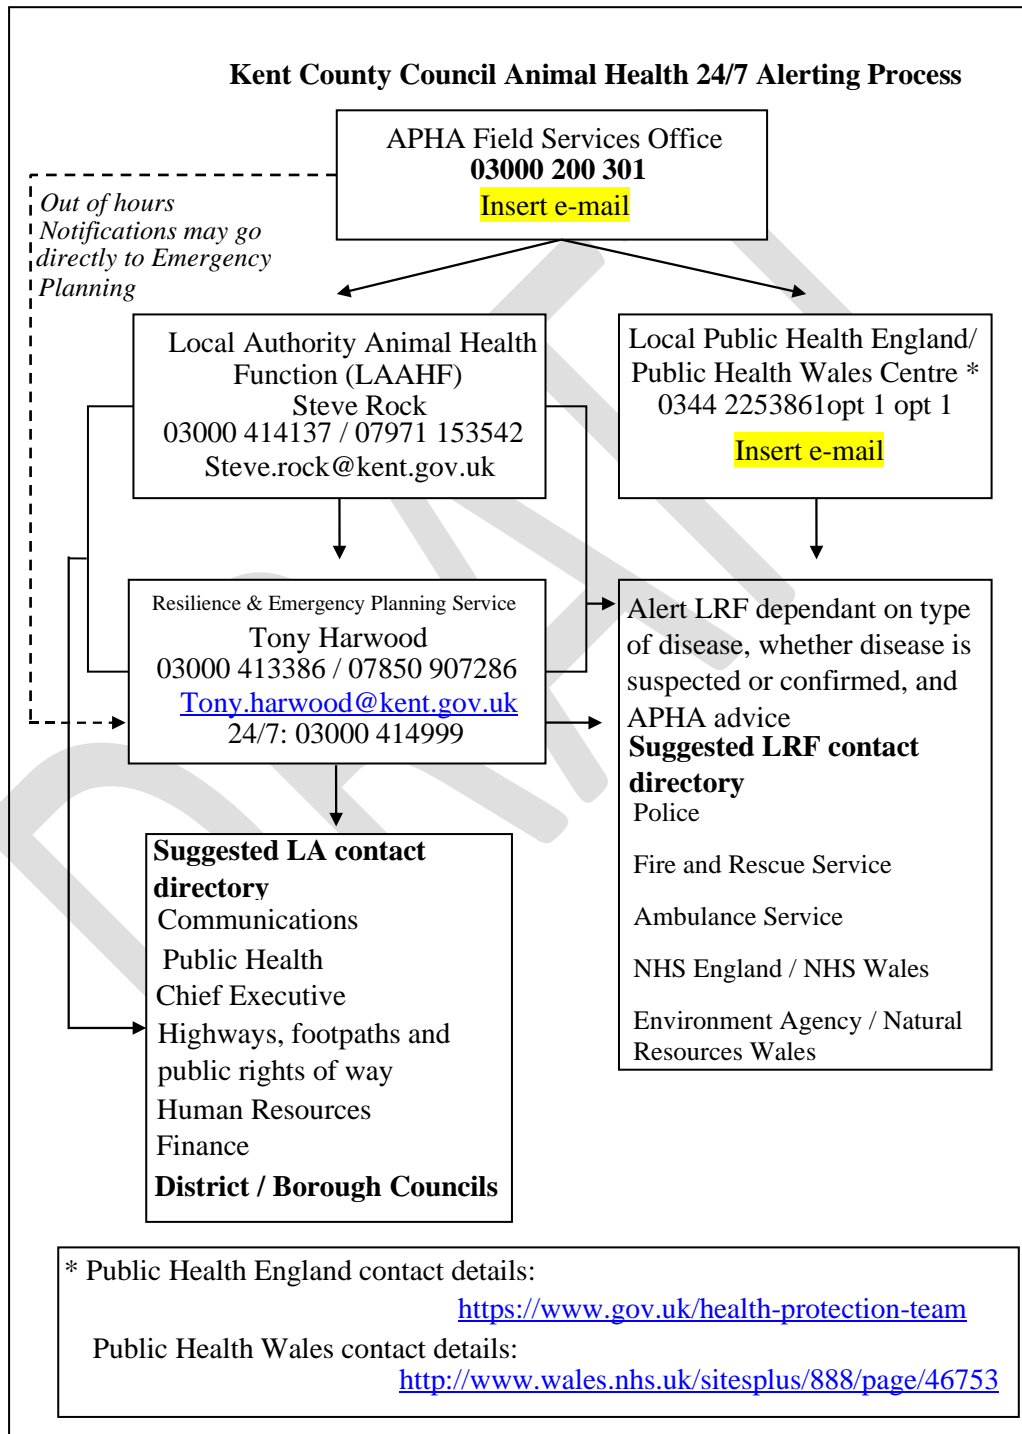 Kent County Council Animal Health 24/7 Alerting Process
APHA Field Services Office
03000 200 301
Insert e-mail
Out of hours
Notifications may go
directly to Emergency
Planning
Local Authority Animal Health
Function (LAAHF)
Steve Rock
03000 414137 / 07971 153542
Steve.rock@kent.gov.uk
Local Public Health England/
Public Health Wales Centre *
0344 2253861opt 1 opt 1
Insert e-mail
Resilience & Emergency Planning Service
Tony Harwood
03000 413386 / 07850 907286
Tony.harwood@kent.gov.uk
24/7: 03000 414999
Alert LRF dependant on type
of disease, whether disease is
suspected or confirmed, and
APHA advice
Suggested LRF contact
directory
Police
Fire and Rescue Service
Ambulance Service
NHS England / NHS Wales
Environment Agency / Natural
Resources Wales
Suggested LA contact
directory
Communications
Public Health
Chief Executive
Highways, footpaths and
public rights of way
Human Resources
Finance
District / Borough Councils
* Public Health England contact details:
https://www.gov.uk/health-protection-team
Public Health Wales contact details:
http://www.wales.nhs.uk/sitesplus/888/page/46753
DRAFT